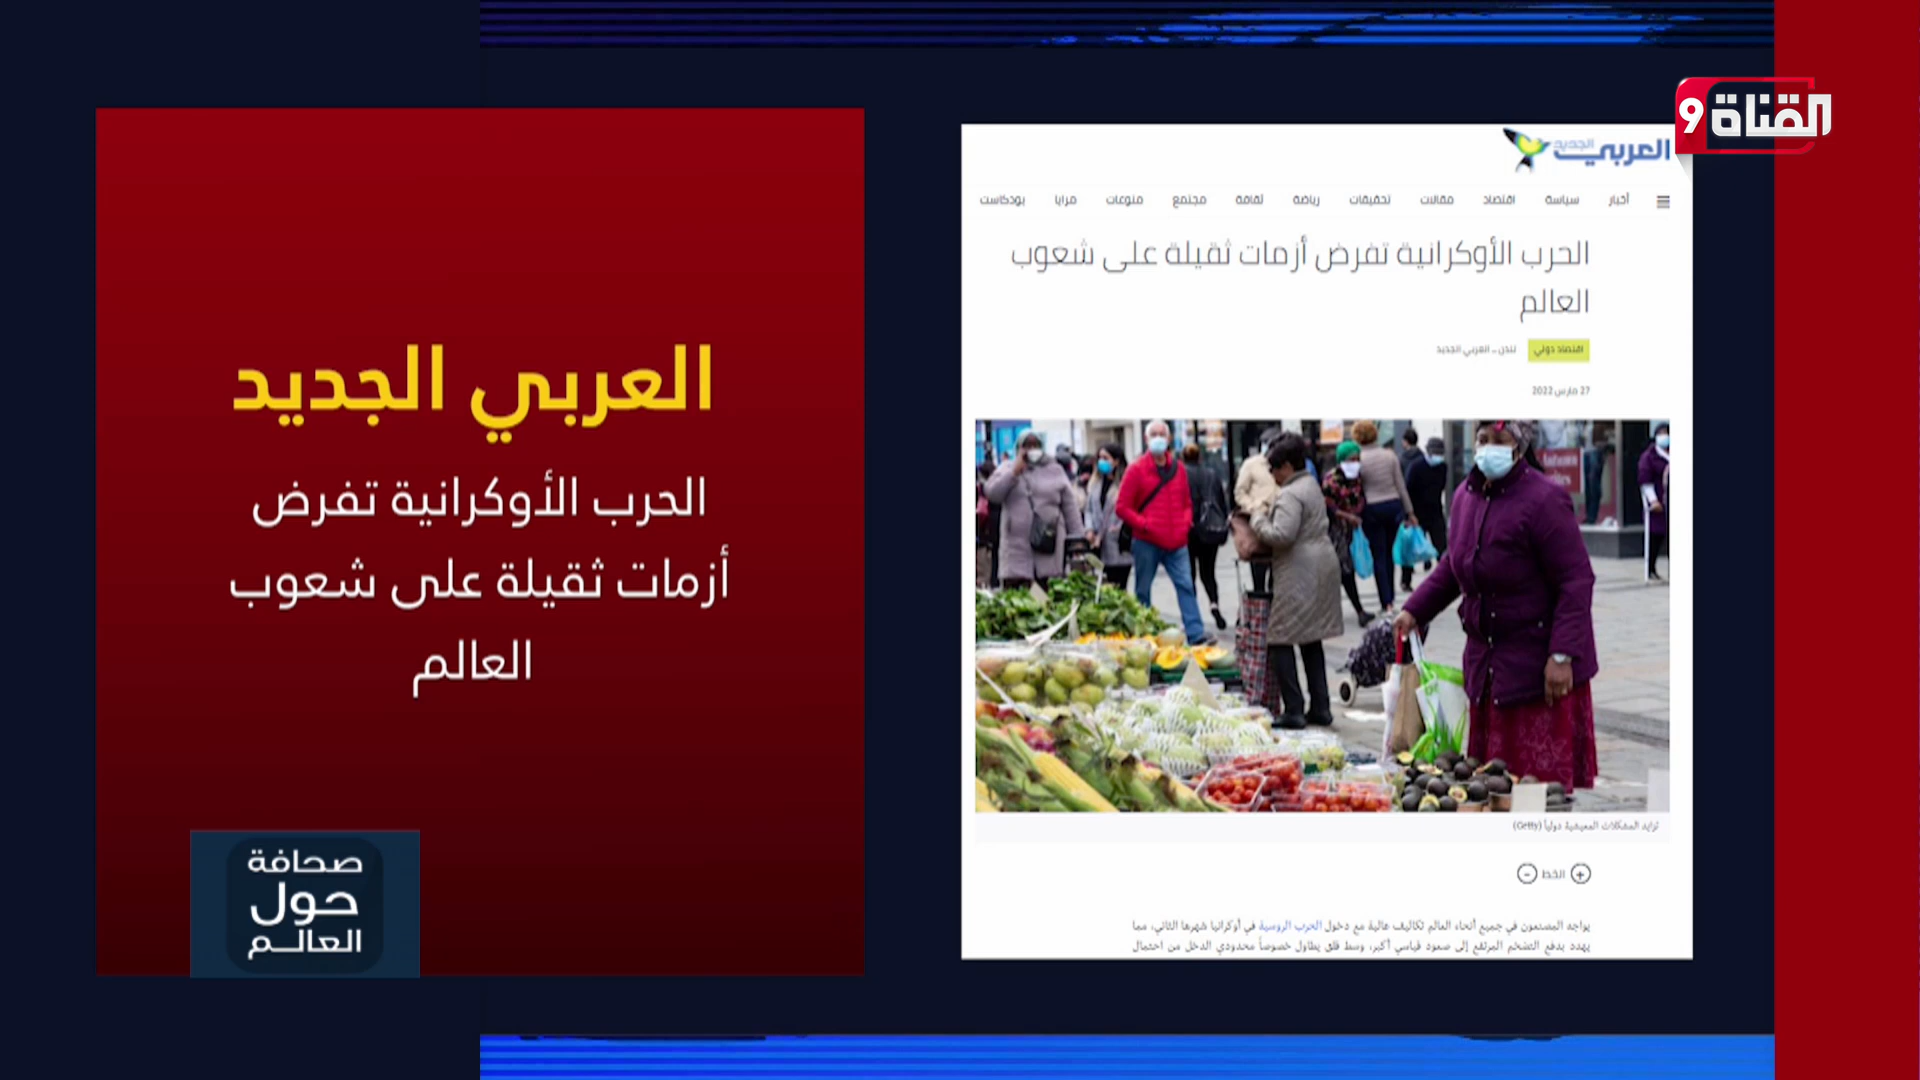 القناة 9
العربي الجديد
أخبار سياسة اقتصاد مقالات تحقيقات رياضة ثقافة مجتمع منوعات مرايا بودكاست
الحرب الأوكرانية تفرض أزمات ثقيلة على شعوب
العالم
اقتصاد دولي لندن ـ العربي الجديد
27 مارس 2022
تزايد المشكلات المعيشية دولياً (Getty)
+ الخط -
يواجه المصنعون في جميع أنحاء العالم تكاليف عالية مع دخول الحرب الروسية في أوكرانيا شهرها الثاني، مما
يهدد بدفع التضخم المرتفع إلى صعود قياسي أكبر، وسط قلق يطاول خصوصاً محدودي الدخل من احتمال
العربي الجديد
الحرب الأوكرانية تفرض
أزمات ثقيلة على شعوب
العالم
صحافة
حول
العالم